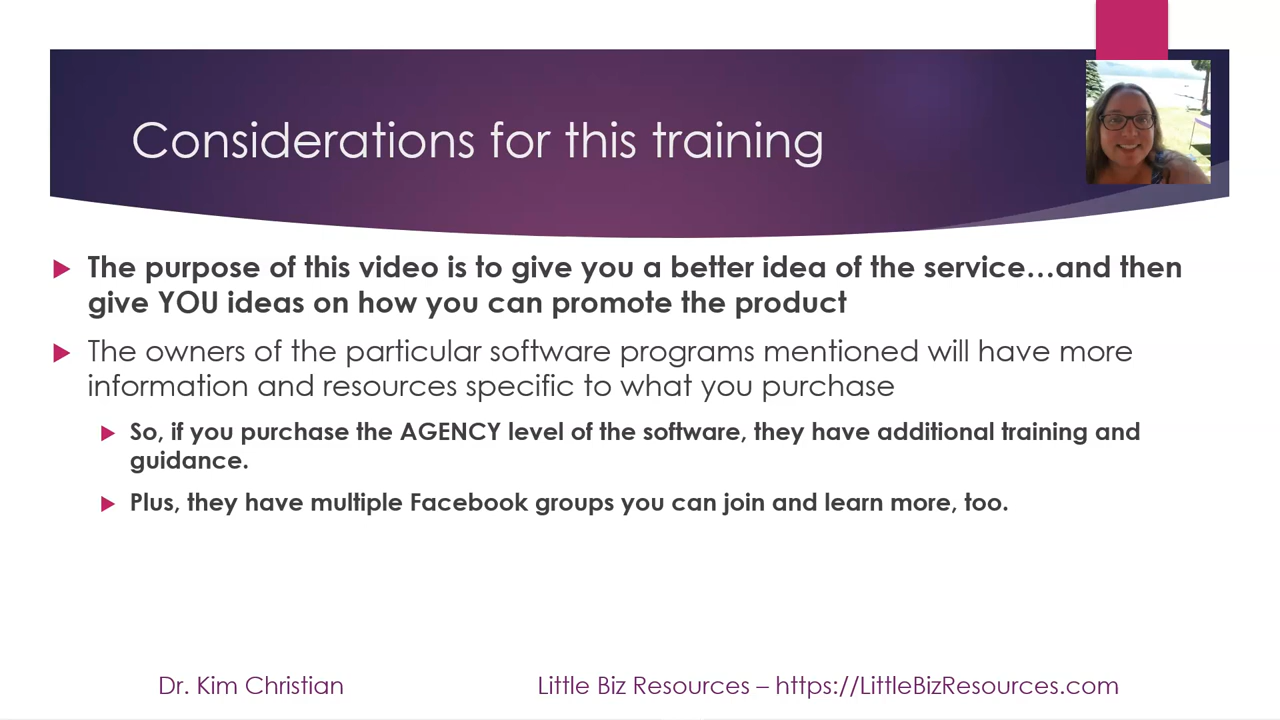 Considerations for this training
The purpose of this video is to give you a better idea of the service…and then
give YOU ideas on how you can promote the product
The owners of the particular software programs mentioned will have more
information and resources specific to what you purchase
So, if you purchase the AGENCY level of the software, they have additional training and
guidance.
Plus, they have multiple Facebook groups you can join and learn more, too.
Dr. Kim Christian
Little Biz Resources – https://LittleBizResources.com